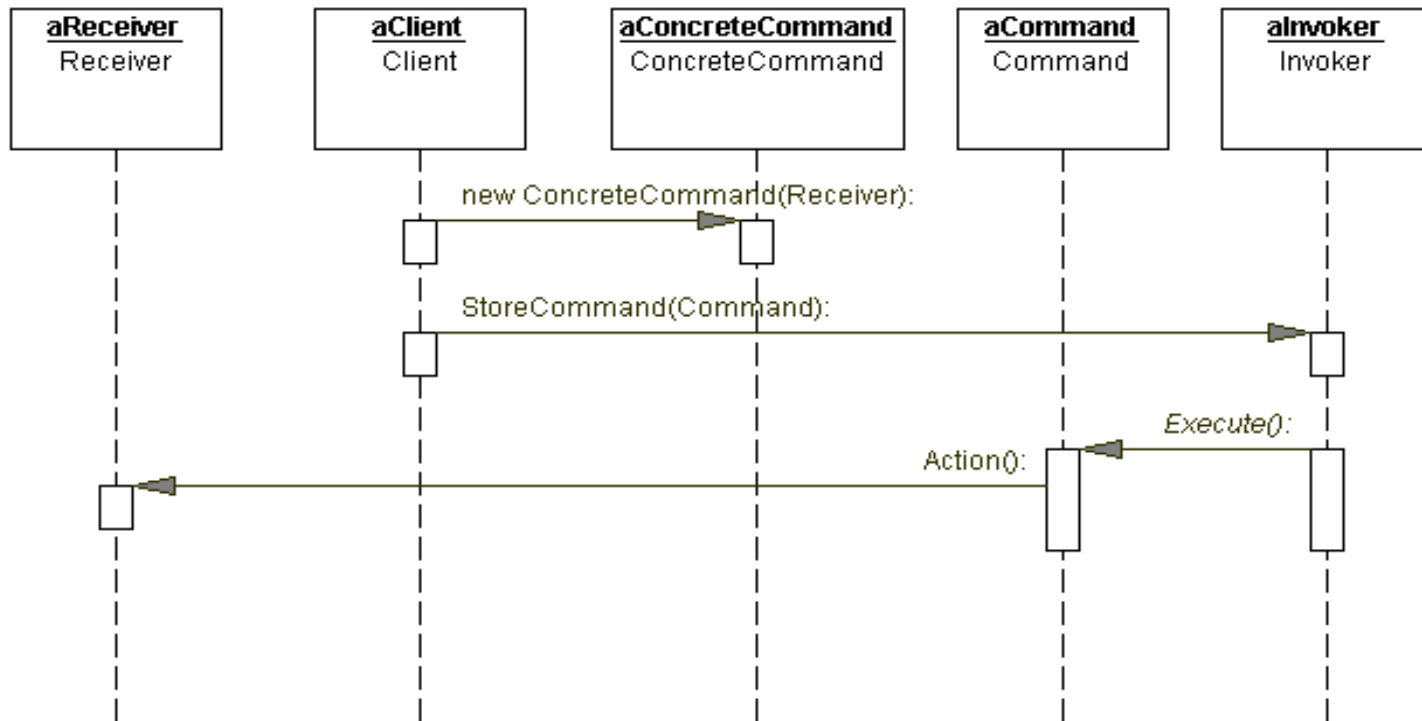 aReceiver
Receiver
aClient
Client
aConcreteCommand
ConcreteCommand
aCommand
Command
aInvoker
Invoker
new ConcreteCommand(Receiver):
StoreCommand(Command):
Execute():
Action():